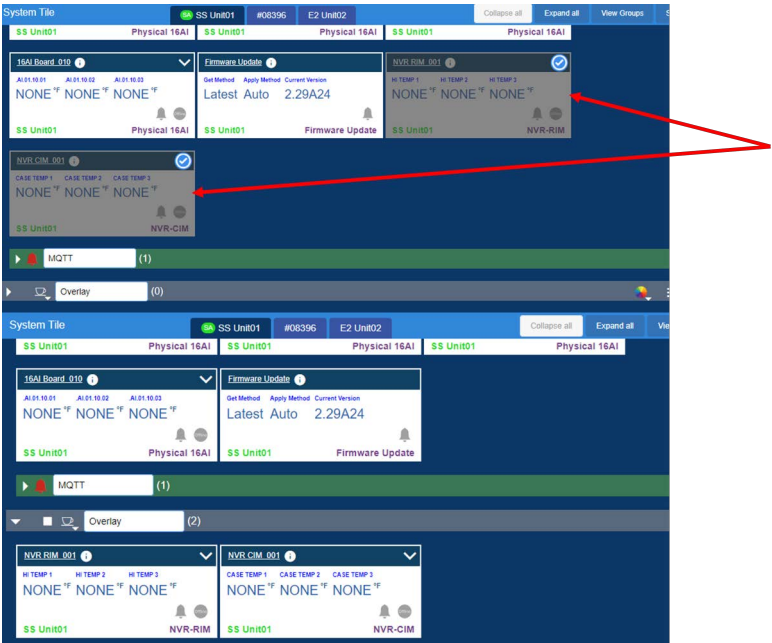 System Tile SA SS Unit01 #08396 E2 Unit02 Collapse all Expand all View Groups S
SS Unit01 Physical 16AI SS Unit01 Physical 16AI SS Unit01 Physical 16AI
16AI Board_010 Firmware Update NVR RIM_001
.AI.01.10.01 .AI.01.10.02 .AI.01.10.03 Get Method Apply Method Current Version HI TEMP 1 HI TEMP 2 HI TEMP 3
NONE °F NONE °F NONE °F Latest Auto 2.29A24 NONE °F NONE °F NONE °F
SS Unit01 Physical 16AI SS Unit01 Firmware Update SS Unit01 NVR-RIM
NVR CIM_001
CASE TEMP 1 CASE TEMP 2 CASE TEMP 3
NONE °F NONE °F NONE °F
SS Unit01 NVR-CIM
MQTT (1)
Overlay (0)
System Tile SA SS Unit01 #08396 E2 Unit02 Collapse all Expand all Vie
SS Unit01 Physical 16AI SS Unit01 Physical 16AI SS Unit01 Physical 16AI
16AI Board_010 Firmware Update
.AI.01.10.01 .AI.01.10.02 .AI.01.10.03 Get Method Apply Method Current Version
NONE °F NONE °F NONE °F Latest Auto 2.29A24
SS Unit01 Physical 16AI SS Unit01 Firmware Update
MQTT (1)
Overlay (2)
NVR RIM_001 NVR CIM_001
HI TEMP 1 HI TEMP 2 HI TEMP 3 CASE TEMP 1 CASE TEMP 2 CASE TEMP 3
NONE °F NONE °F NONE °F NONE °F NONE °F NONE °F
SS Unit01 NVR-RIM SS Unit01 NVR-CIM